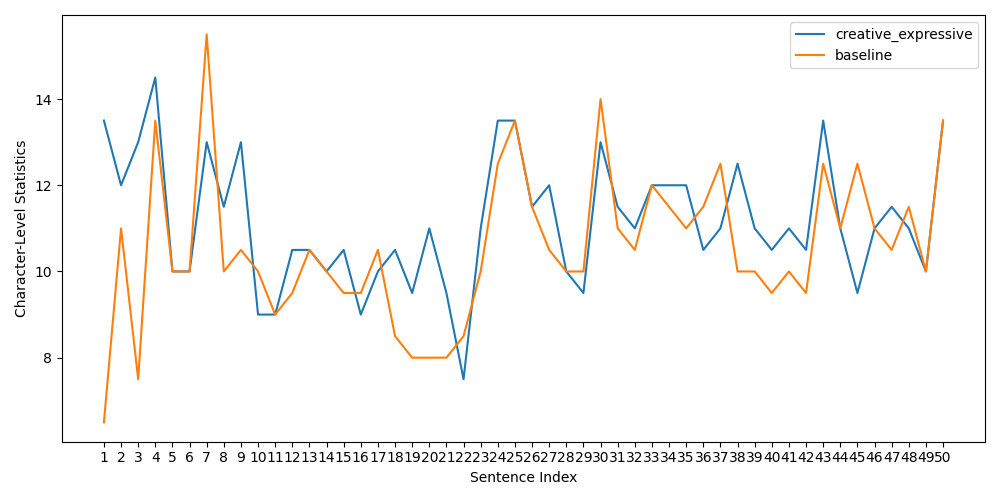 creative_expressive
baseline
Character-Level Statistics
14
12
10
8
1 2 3 4 5 6 7 8 9 10 11 12 13 14 15 16 17 18 19 20 21 22 23 24 25 26 27 28 29 30 31 32 33 34 35 36 37 38 39 40 41 42 43 44 45 46 47 48 49 50
Sentence Index